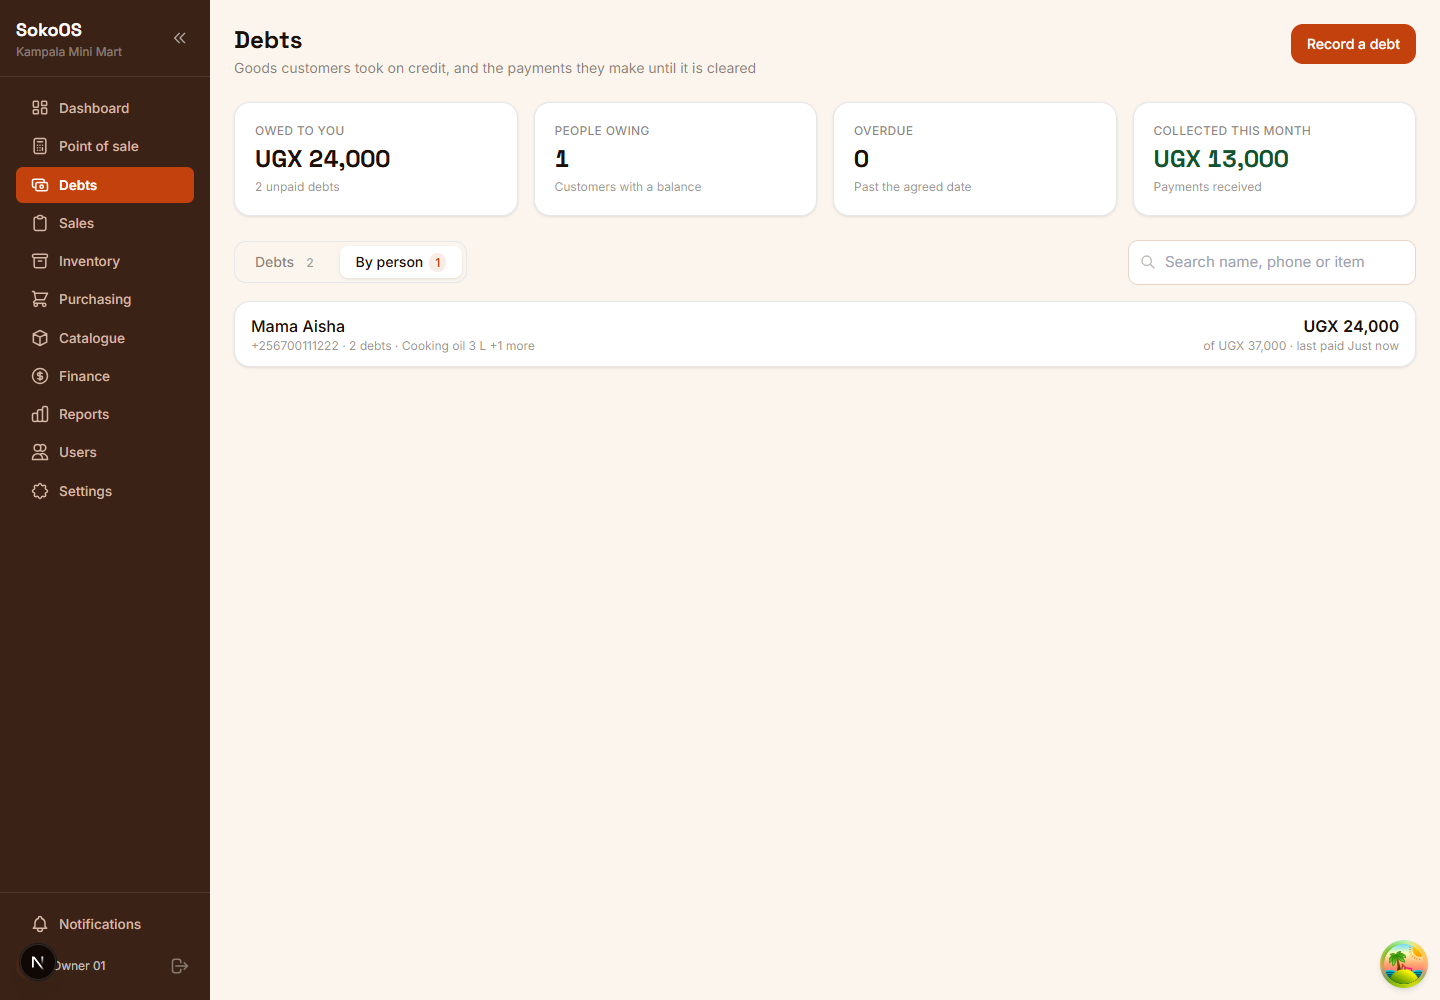 SokoOS
Kampala Mini Mart
Dashboard
Point of sale
Debts
Sales
Inventory
Purchasing
Catalogue
Finance
Reports
Users
Settings
Notifications
N
Owner 01
Debts
Goods customers took on credit, and the payments they make until it is cleared
Record a debt
OWED TO YOU
UGX 24,000
2 unpaid debts
PEOPLE OWING
1
Customers with a balance
OVERDUE
0
Past the agreed date
COLLECTED THIS MONTH
UGX 13,000
Payments received
Debts 2
By person 1
Search name, phone or item
Mama Aisha
+256700111222 · 2 debts · Cooking oil 3 L +1 more
UGX 24,000
of UGX 37,000 · last paid Just now